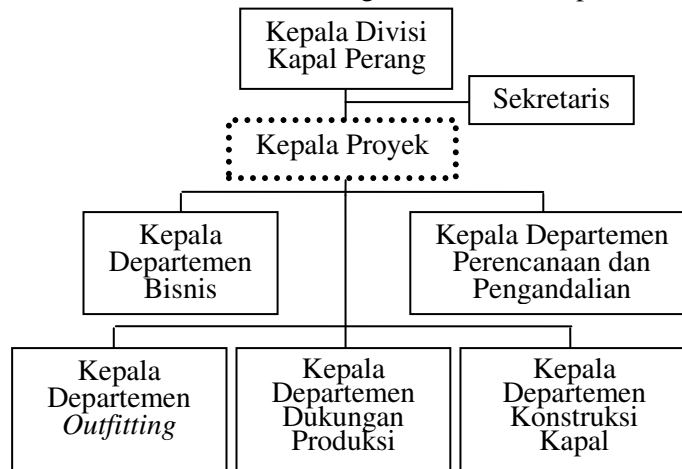 Kepala Divisi
Kapal Perang
Sekretaris
Kepala Proyek
Kepala
Departemen
Bisnis
Kepala Departemen
Perencanaan dan
Pengandalian
Kepala
Departemen
Outfitting
Kepala
Departemen
Dukungan
Produksi
Kepala
Departemen
Konstruksi
Kapal